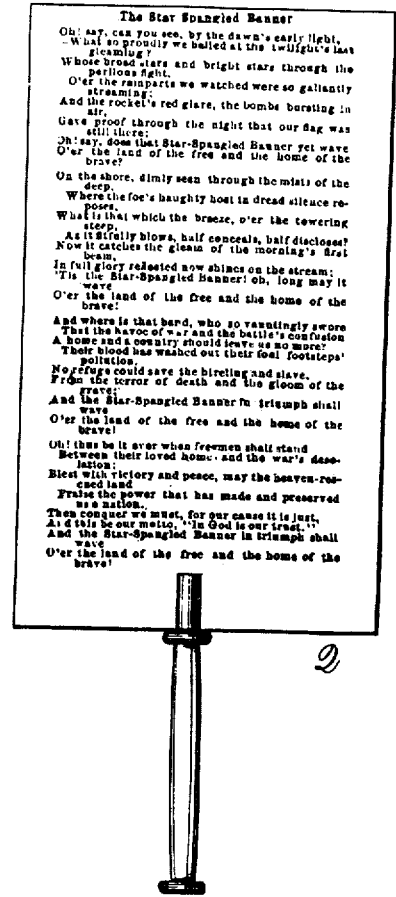 The Star Spangled Banner
Oh! say, can you see, by the dawn's early light,
What so proudly we hailed at the twilight's last
gleaming?
Whose broad stars and bright stars through the
perilous fight,
O'er the ramparts we watched were so gallantly
streaming;
And the rocket's red glare, the bombs bursting in
air,
Gave proof through the night that our flag was
still there;
Oh! say, does that Star-Spangled Banner yet wave
O'er the land of the free and the home of the
brave?
On the shore, dimly seen through the mists of the
deep,
Where the foe's haughty host in dread silence re-
poses,
What is that which the breeze, o'er the towering
steep,
As it fitfully blows, half conceals, half discloses?
Now it catches the gleam of the morning's first
beam,
In full glory reflected now shines on the stream;
'Tis the Star-Spangled Banner! oh, long may it
wave
O'er the land of the free and the home of the
brave!
And where is that band, who so vauntingly swore
That the havoc of war and the battle's confusion
A home and a country should leave us no more?
Their blood has washed out their foul footsteps'
pollution.
No refuge could save the hireling and slave,
From the terror of death and the gloom of the
grave;
And the Star-Spangled Banner in triumph shall
wave
O'er the land of the free and the home of the
brave!
Oh! thus be it ever when freemen shall stand
Between their loved home, and the war's deso-
lation;
Blest with victory and peace, may the heaven-res-
cued land
Praise the power that has made and preserved
us a nation.
Then conquer we must, for our cause it is just,
And this be our motto, "In God is our trust."
And the Star-Spangled Banner in triumph shall
wave
O'er the land of the free and the home of the
brave!
2